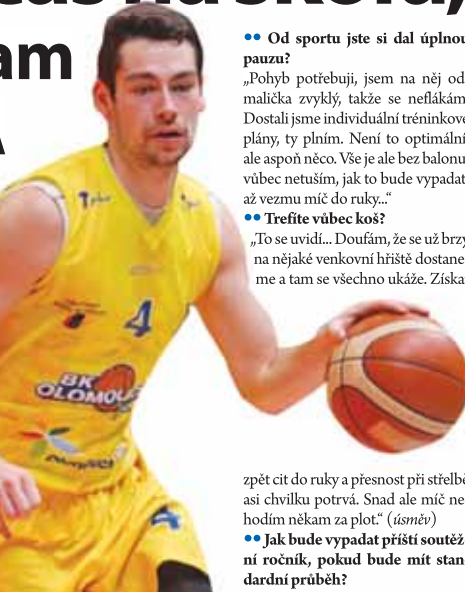 am
•• Od sportu jste si dal úplnou
pauzu?
„Pohyb potřebuji, jsem na něj od
malička zvyklý, takže se neflákám.
Dostali jsme individuální tréninkové
plány, ty plním. Není to optimální,
ale aspoň něco. Vše je ale bez balonu,
vůbec netuším, jak to bude vypadat,
až vezmu míč do ruky...“
•• Trefíte vůbec koš?
„To se uvidí... Doufám, že se už brzy
na nějaké venkovní hřiště dostane-
me a tam se všechno ukáže. Získat
zpět cit do ruky a přesnost při střelbě
asi chvilku potrvá. Snad ale míč ne-
hodím někam za plot.“ (úsměv)
•• Jak bude vypadat příští soutěž-
ní ročník, pokud bude mít stan-
dardní průběh?
4
BK
OLOMOUC
4